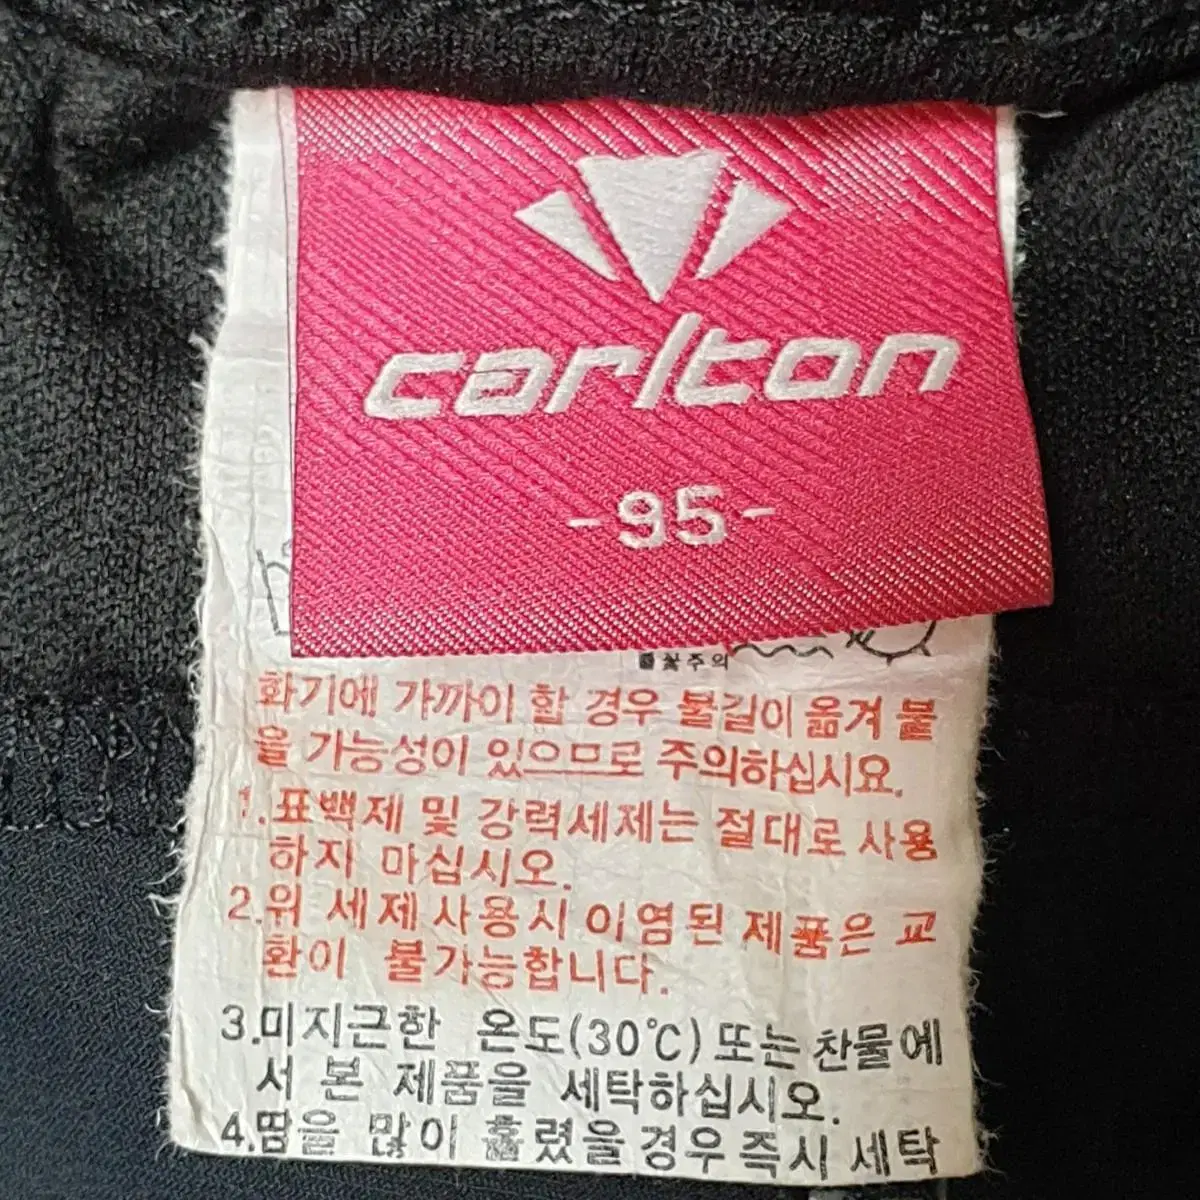 carlton
-95-
주의
화기에 가까이 할 경우 불길이 옮겨 붙
을 가능성이 있으므로 주의하십시요.
1.표백제 및 강력세제는 절대로 사용
하지 마십시오.
2.위 세제사용시 이염된 제품은 교
환이 불가능합니다.
3.미지근한 온도(30℃)또는찬물에
서 본 제품을 세탁하십시오.
4.땀을 많이 흘렸을경우즉시세탁